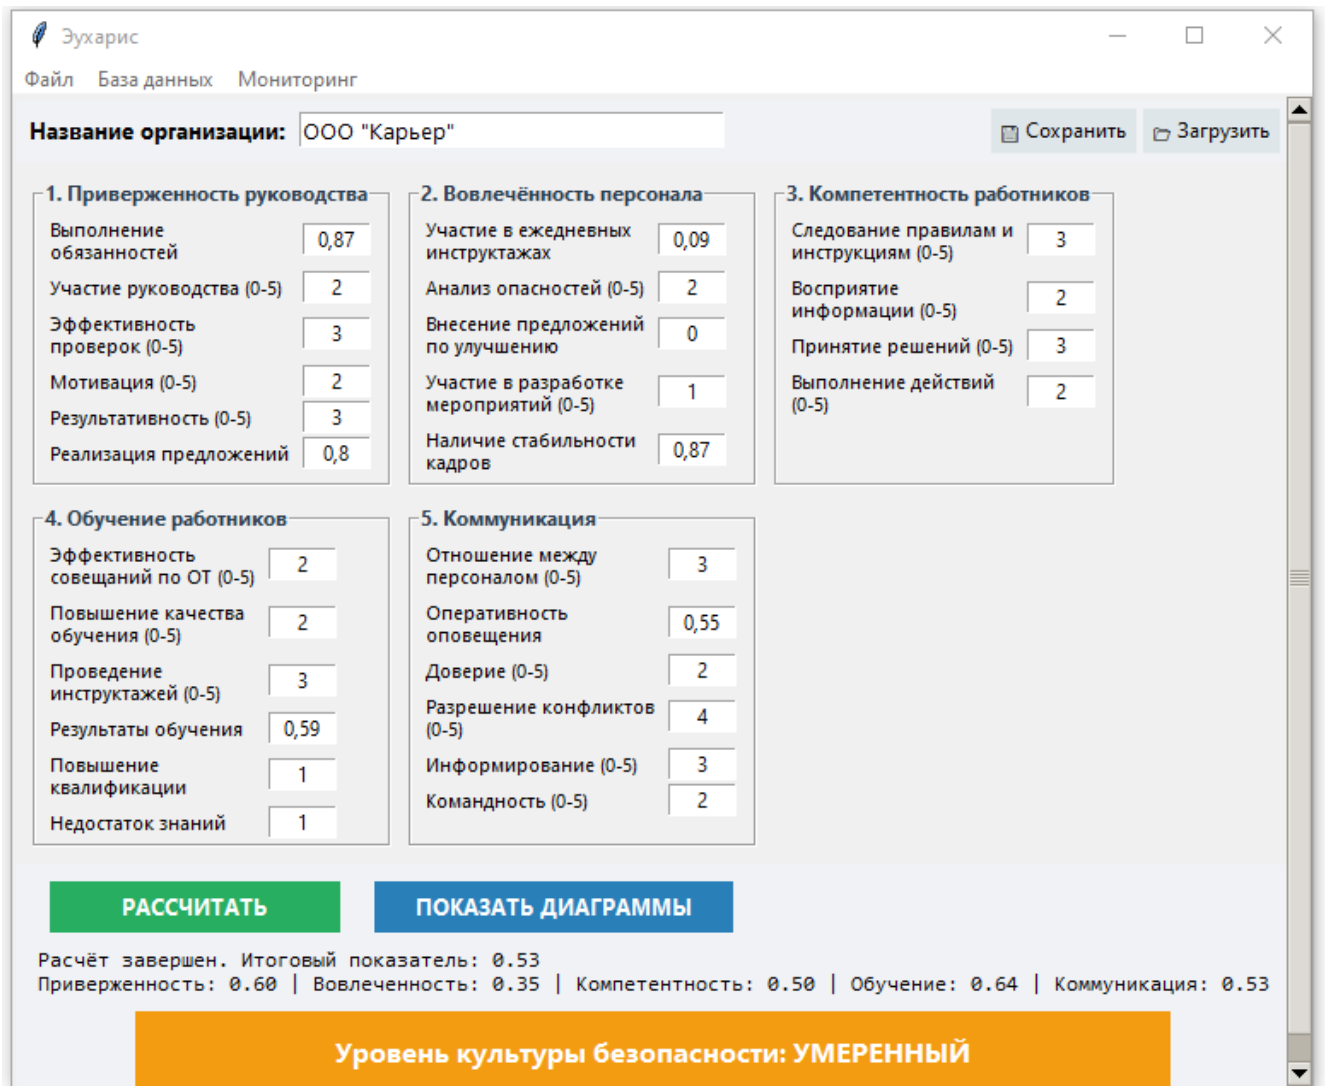 Эухарис
Файл База данных Мониторинг
Название организации: ООО "Карьер" Сохранить Загрузить
1. Приверженность руководства
Выполнение
обязанностей 0,87
Участие руководства (0-5) 2
Эффективность
проверок (0-5) 3
Мотивация (0-5) 2
Результативность (0-5) 3
Реализация предложений 0,8
2. Вовлечённость персонала
Участие в ежедневных
инструктажах 0,09
Анализ опасностей (0-5) 2
Внесение предложений
по улучшению 0
Участие в разработке
мероприятий (0-5) 1
Наличие стабильности
кадров 0,87
3. Компетентность работников
Следование правилам и
инструкциям (0-5) 3
Восприятие
информации (0-5) 2
Принятие решений (0-5) 3
Выполнение действий
(0-5) 2
4. Обучение работников
Эффективность
совещаний по ОТ (0-5) 2
Повышение качества
обучения (0-5) 2
Проведение
инструктажей (0-5) 3
Результаты обучения 0,59
Повышение
квалификации 1
Недостаток знаний 1
5. Коммуникация
Отношение между
персоналом (0-5) 3
Оперативность
оповещения 0,55
Доверие (0-5) 2
Разрешение конфликтов
(0-5) 4
Информирование (0-5) 3
Командность (0-5) 2
РАССЧИТАТЬ ПОКАЗАТЬ ДИАГРАММЫ
Расчёт завершен. Итоговый показатель: 0.53
Приверженность: 0.60 | Вовлеченность: 0.35 | Компетентность: 0.50 | Обучение: 0.64 | Коммуникация: 0.53
Уровень культуры безопасности: УМЕРЕННЫЙ